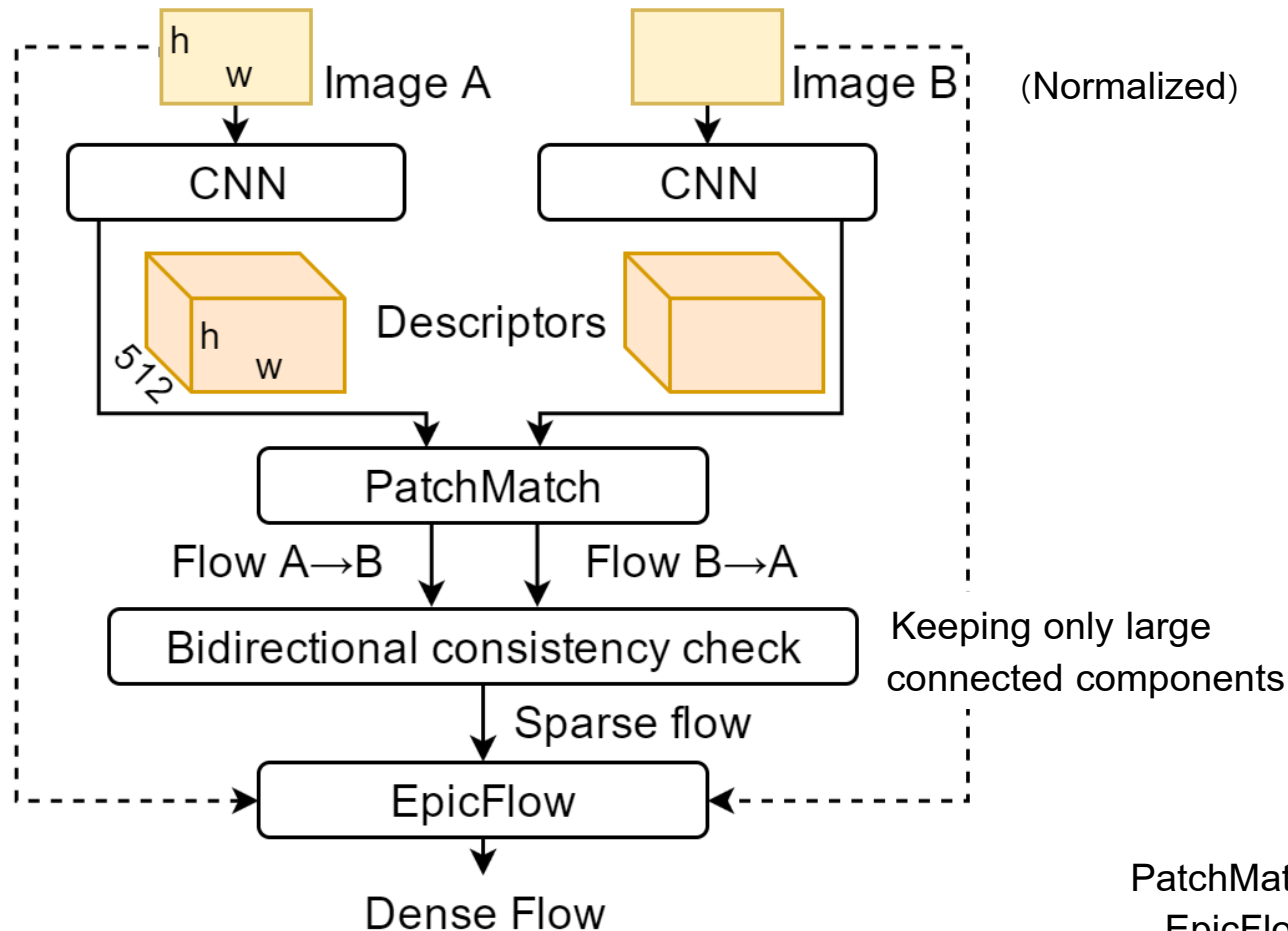 h
w
Image A
Image B
(Normalized)
CNN
CNN
Descriptors
h
w
512
PatchMatch
Flow A→B
Flow B→A
Bidirectional consistency check
Keeping only large
connected components
Sparse flow
EpicFlow
Dense Flow